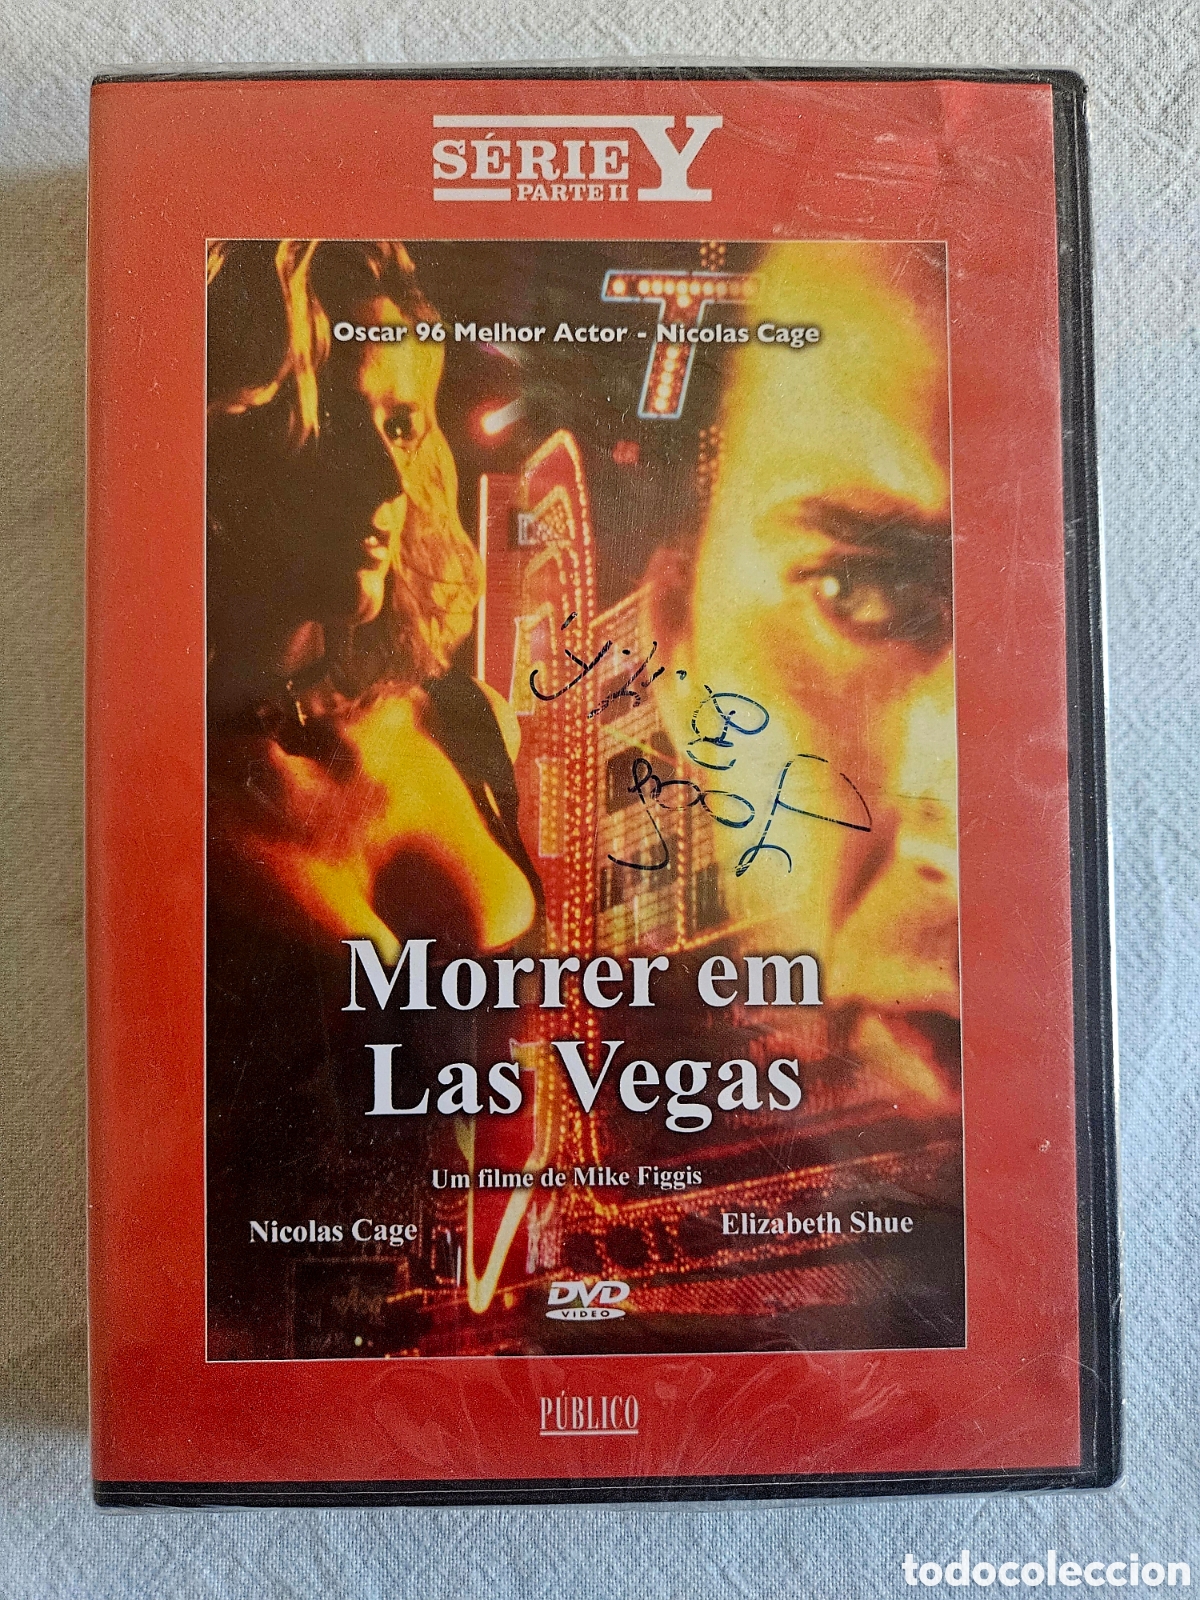 SÉRIE Y
PARTE II
T
Oscar 96 Melhor Actor - Nicolas Cage
Morrer em
Las Vegas
Um filme de Mike Figgis
Nicolas Cage
Elizabeth Shue
DVD
VIDEO
PÚBLICO
todocoleccion